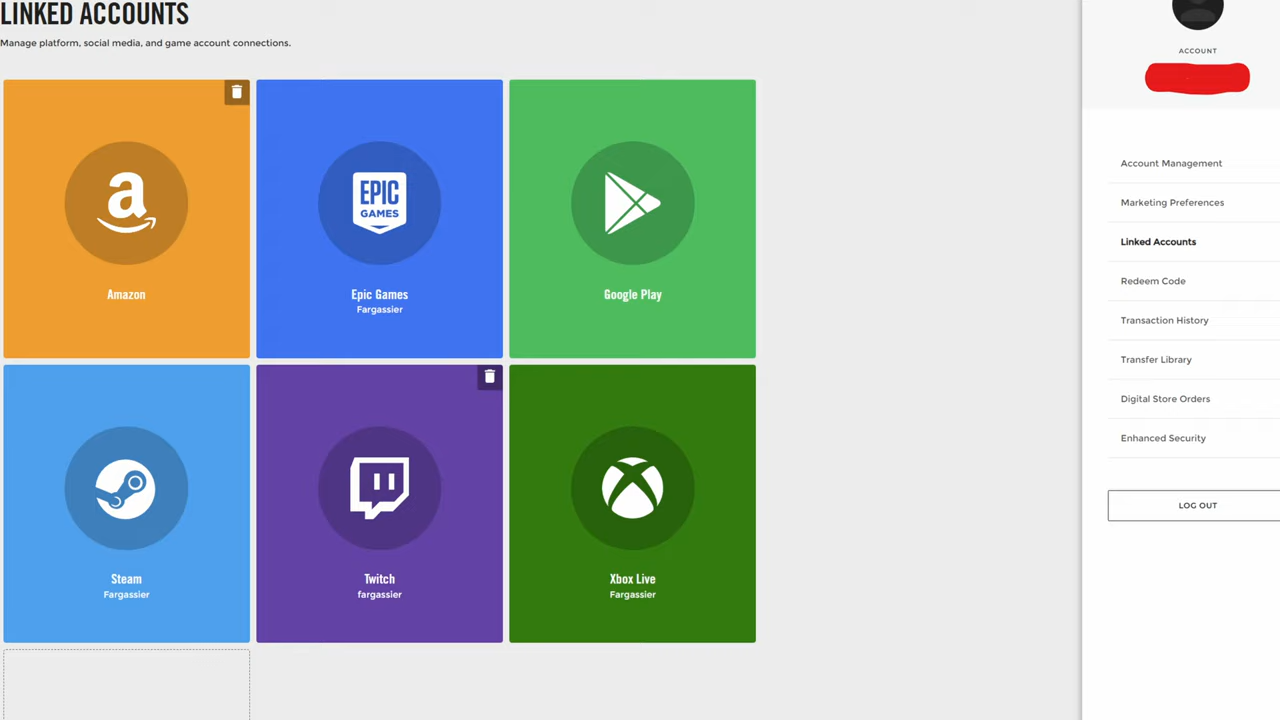 LINKED ACCOUNTS
Manage platform, social media, and game account connections.
a
Amazon
EPIC
GAMES
Epic Games
Fargassier
Google Play
Steam
Fargassier
Twitch
fargassier
Xbox Live
Fargassier
ACCOUNT
Account Management
Marketing Preferences
Linked Accounts
Redeem Code
Transaction History
Transfer Library
Digital Store Orders
Enhanced Security
LOG OUT